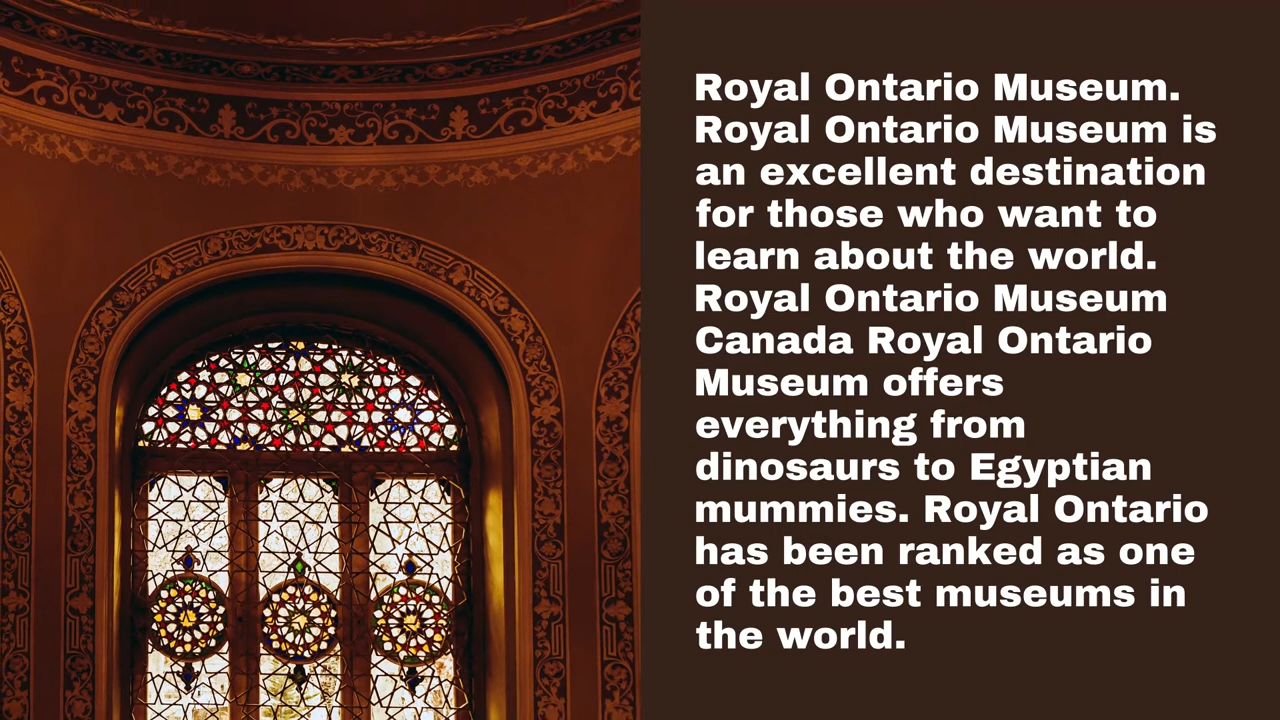 Royal Ontario Museum.
Royal Ontario Museum is
an excellent destination
for those who want to
learn about the world.
Royal Ontario Museum
Canada Royal Ontario
Museum offers
everything from
dinosaurs to Egyptian
mummies. Royal Ontario
has been ranked as one
of the best museums in
the world.